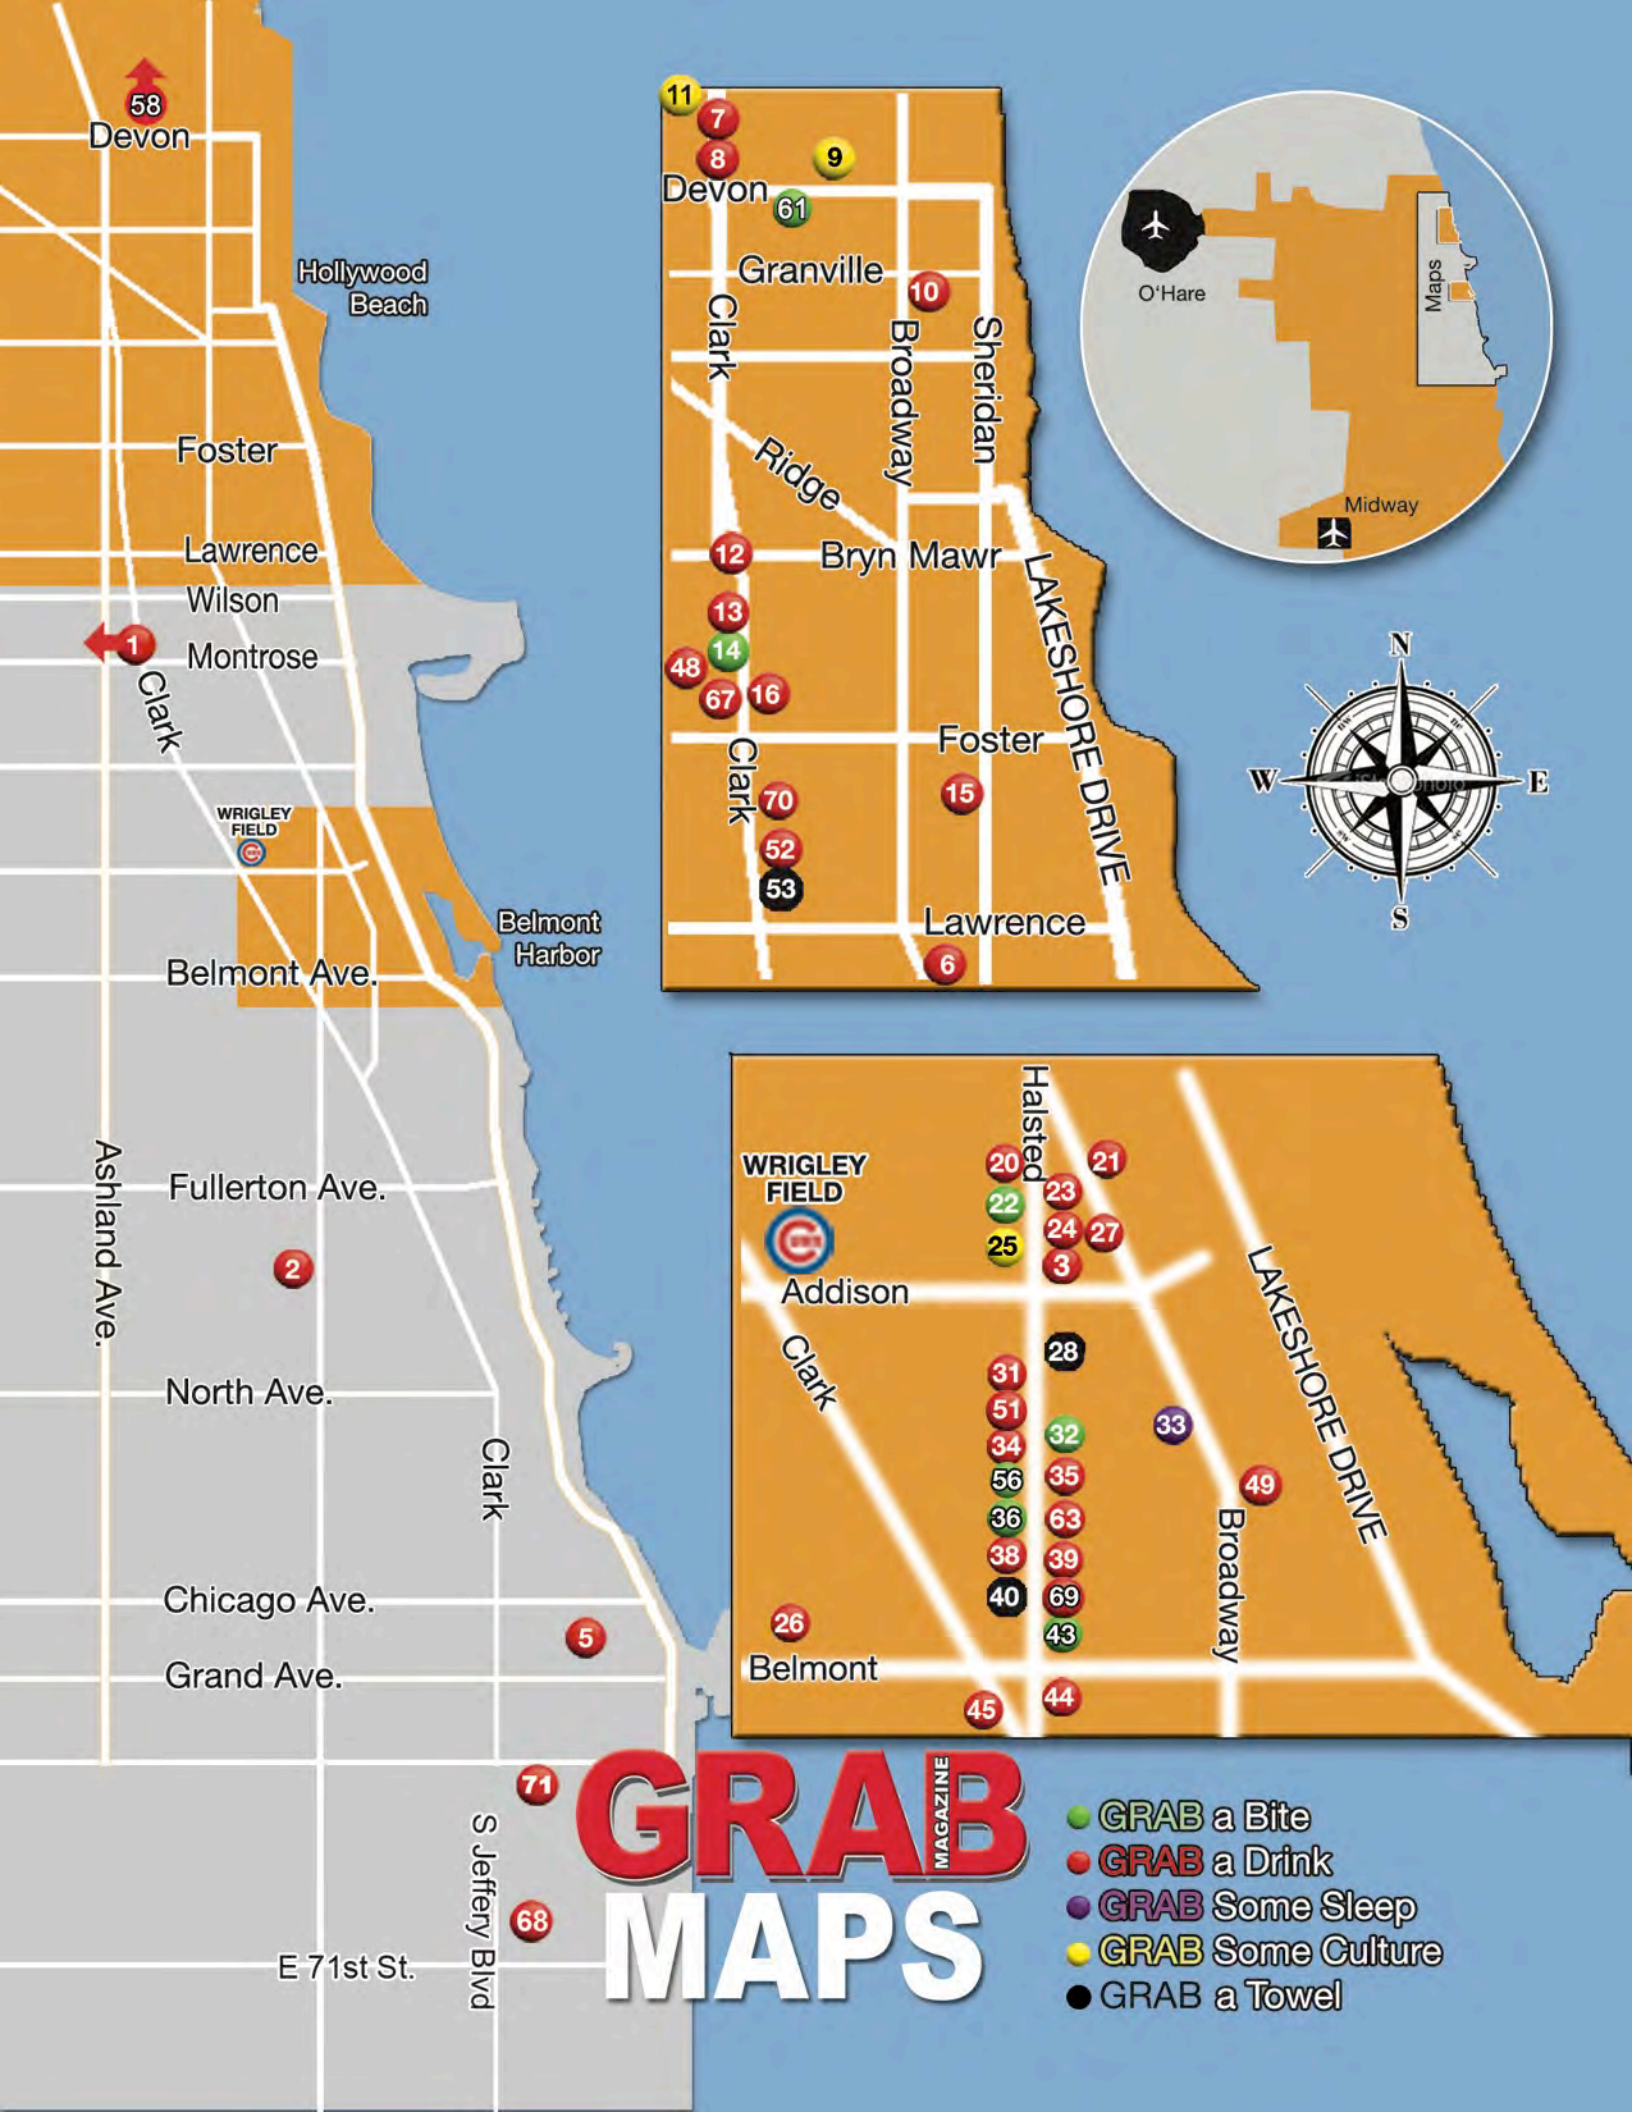 58
Devon
Hollywood
Beach
Foster
Lawrence
Wilson
1
Montrose
Clark
WRIGLEY
FIELD
Belmont
Harbor
Belmont Ave.
Ashland Ave.
Fullerton Ave.
2
North Ave.
Clark
Chicago Ave.
5
Grand Ave.
71
S Jeffery Blvd
68
E 71st St.
11
7
8
9
Devon
61
Granville
10
Clark
Broadway
Sheridan
Ridge
12
Bryn Mawr
13
14
48
67
16
LAKESHORE DRIVE
Foster
Clark
70
15
52
53
Lawrence
6
O'Hare
Maps
Midway
N
W
E
S
nw
ne
sw
se
Halsted
WRIGLEY
FIELD
20
21
22
23
24
27
25
3
Addison
Clark
LAKESHORE DRIVE
28
31
51
32
33
34
56
35
49
36
63
38
39
40
69
Broadway
26
43
Belmont
45
44
GRAB
MAGAZINE
MAPS
GRAB a Bite
GRAB a Drink
GRAB Some Sleep
GRAB Some Culture
GRAB a Towel